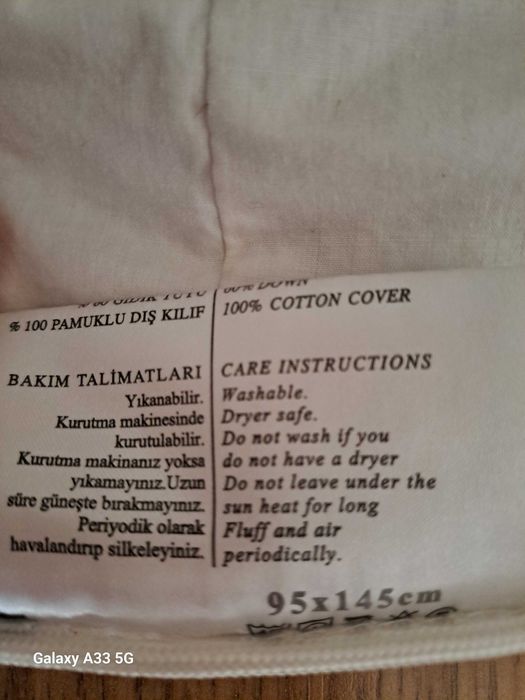 % 100 PAMUKLU DIŞ KILIF
BAKIM TALİMATLARI
Yıkanabilir.
Kurutma makinesinde
kurutulabilir.
Kurutma makinanız yoksa
yıkamayınız.Uzun
süre güneşte bırakmayınız.
Periyodik olarak
havalandırıp silkeleyiniz.
DOWN
100% COTTON COVER
CARE INSTRUCTIONS
Washable.
Dryer safe.
Do not wash if you
do not have a dryer
Do not leave under the
sun heat for long
Fluff and air
periodically.
95x145cm
Galaxy A33 5G